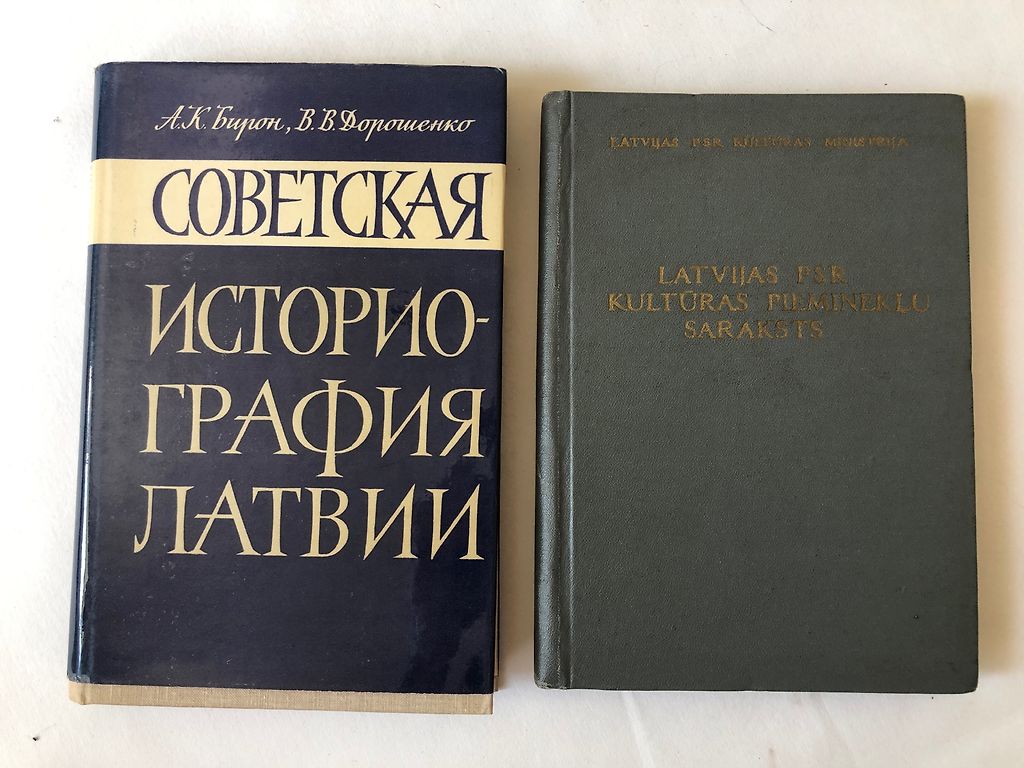 А.К. Бирон, В.В. Дорошенко
СОВЕТСКАЯ
ИСТОРИО-
ГРАФИЯ
ЛАТВИИ
LATVIJAS PSR KULTŪRAS MINISTRIJA
LATVIJAS PSR
KULTŪRAS PIEMINEKĻU
SARAKSTS